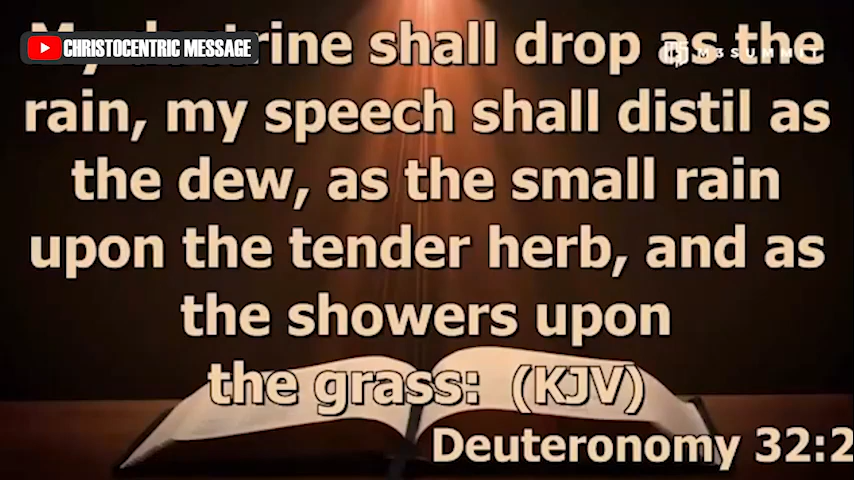 CHRISTOCENTRIC MESSAGE
M3SUMMIT
shall drop as the
rain, my speech shall distil as
the dew, as the small rain
upon the tender herb, and as
the showers upon
the grass: (KJV)
Deuteronomy 32:2